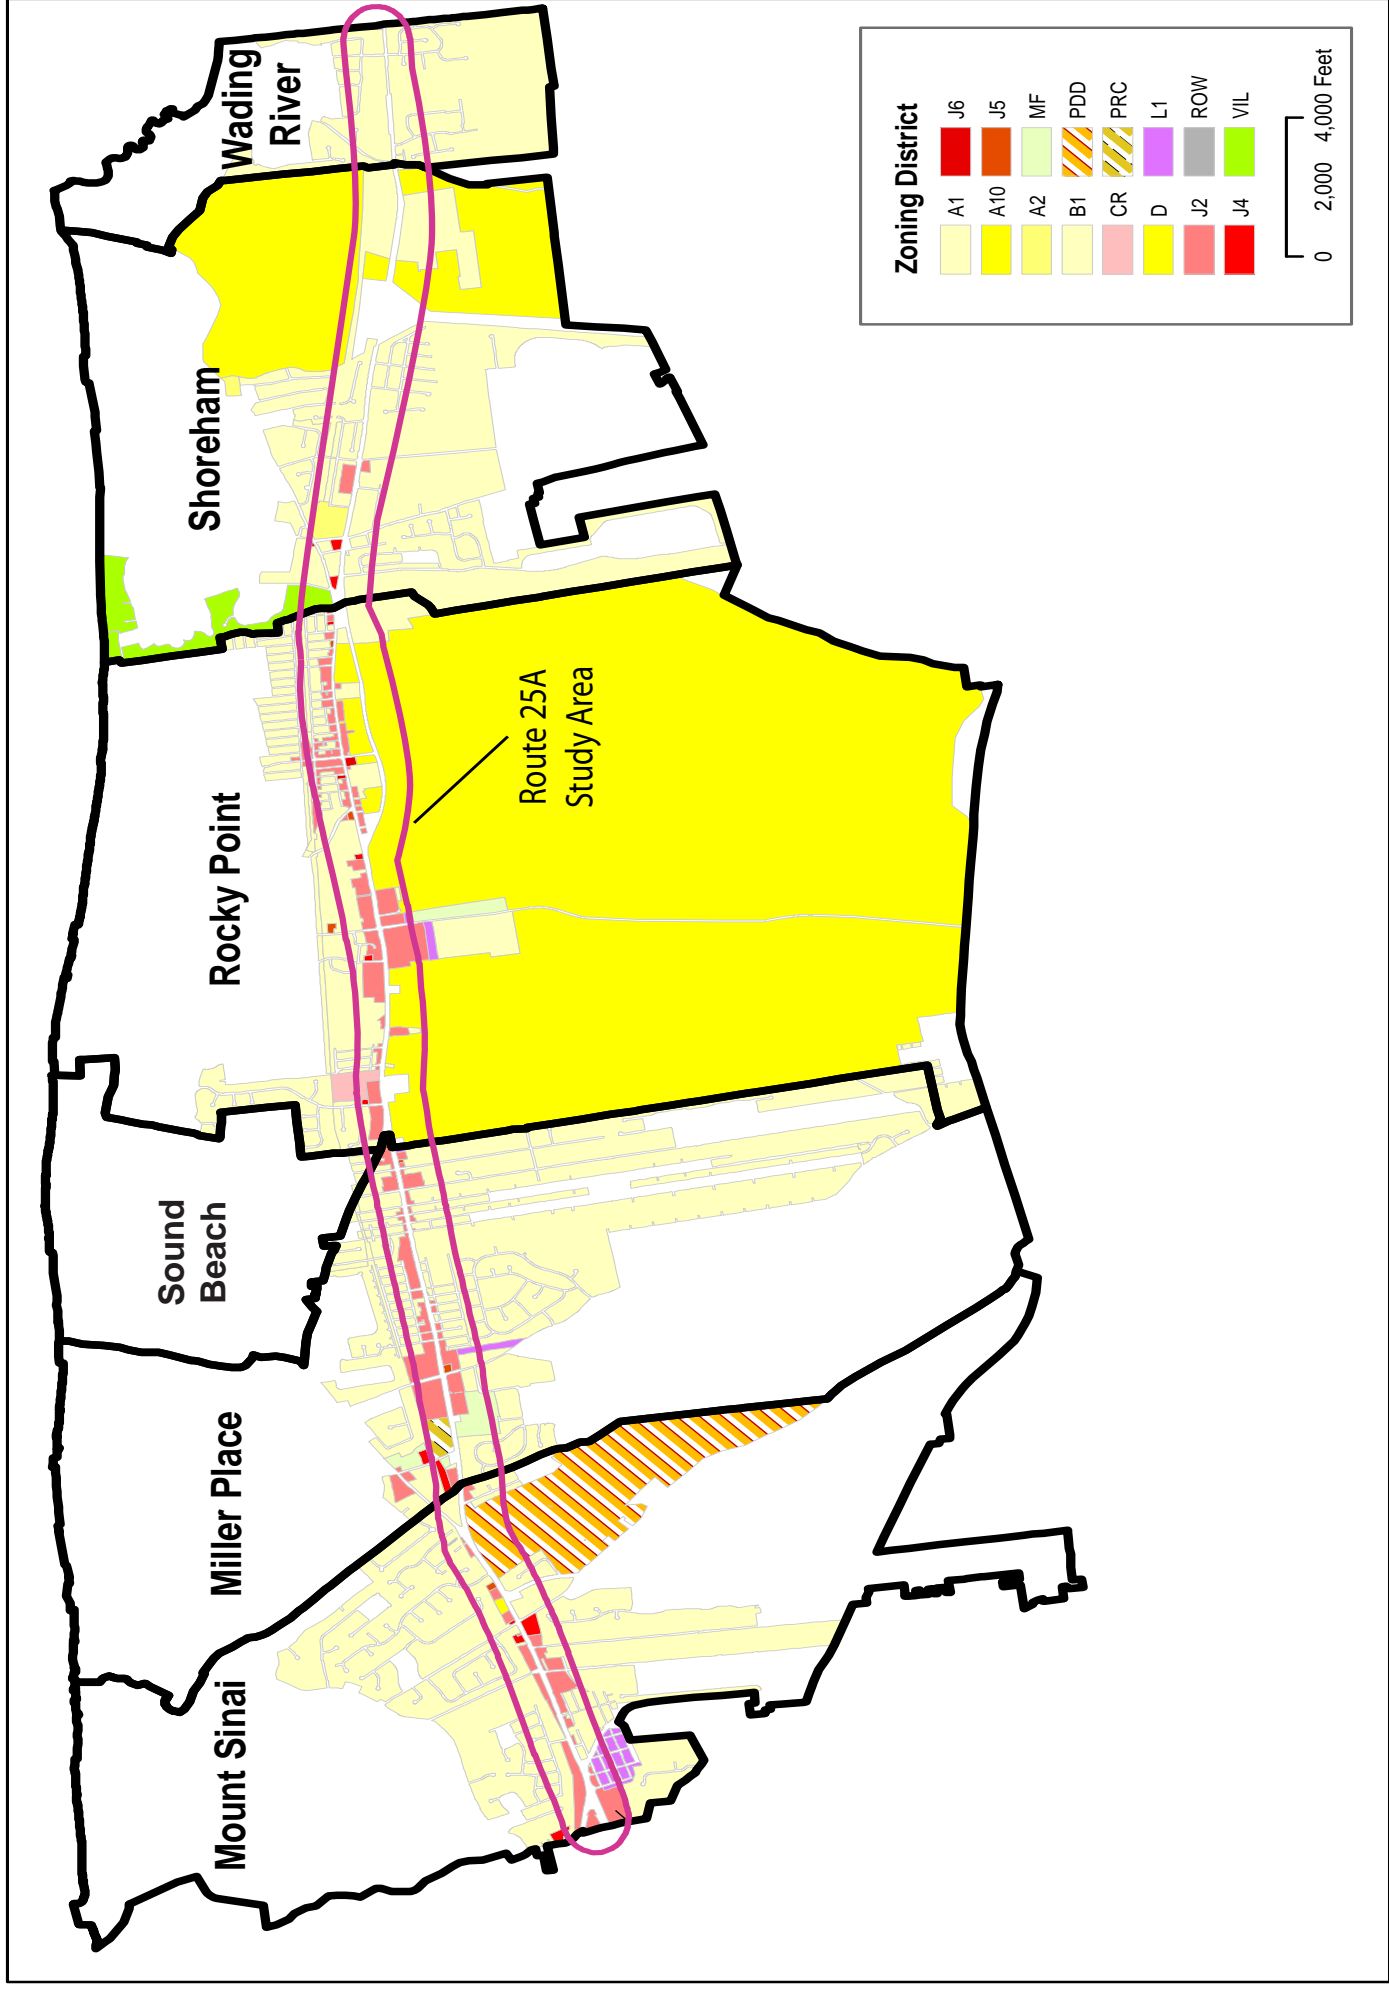 Mount Sinai
Miller Place
Sound
Beach
Rocky Point
Shoreham
Wading
River
Route 25A
Study Area
Zoning District
A1
A10
A2
B1
CR
D
J2
J4
J6
J5
MF
PDD
PRC
L1
ROW
VIL
0 2,000 4,000 Feet